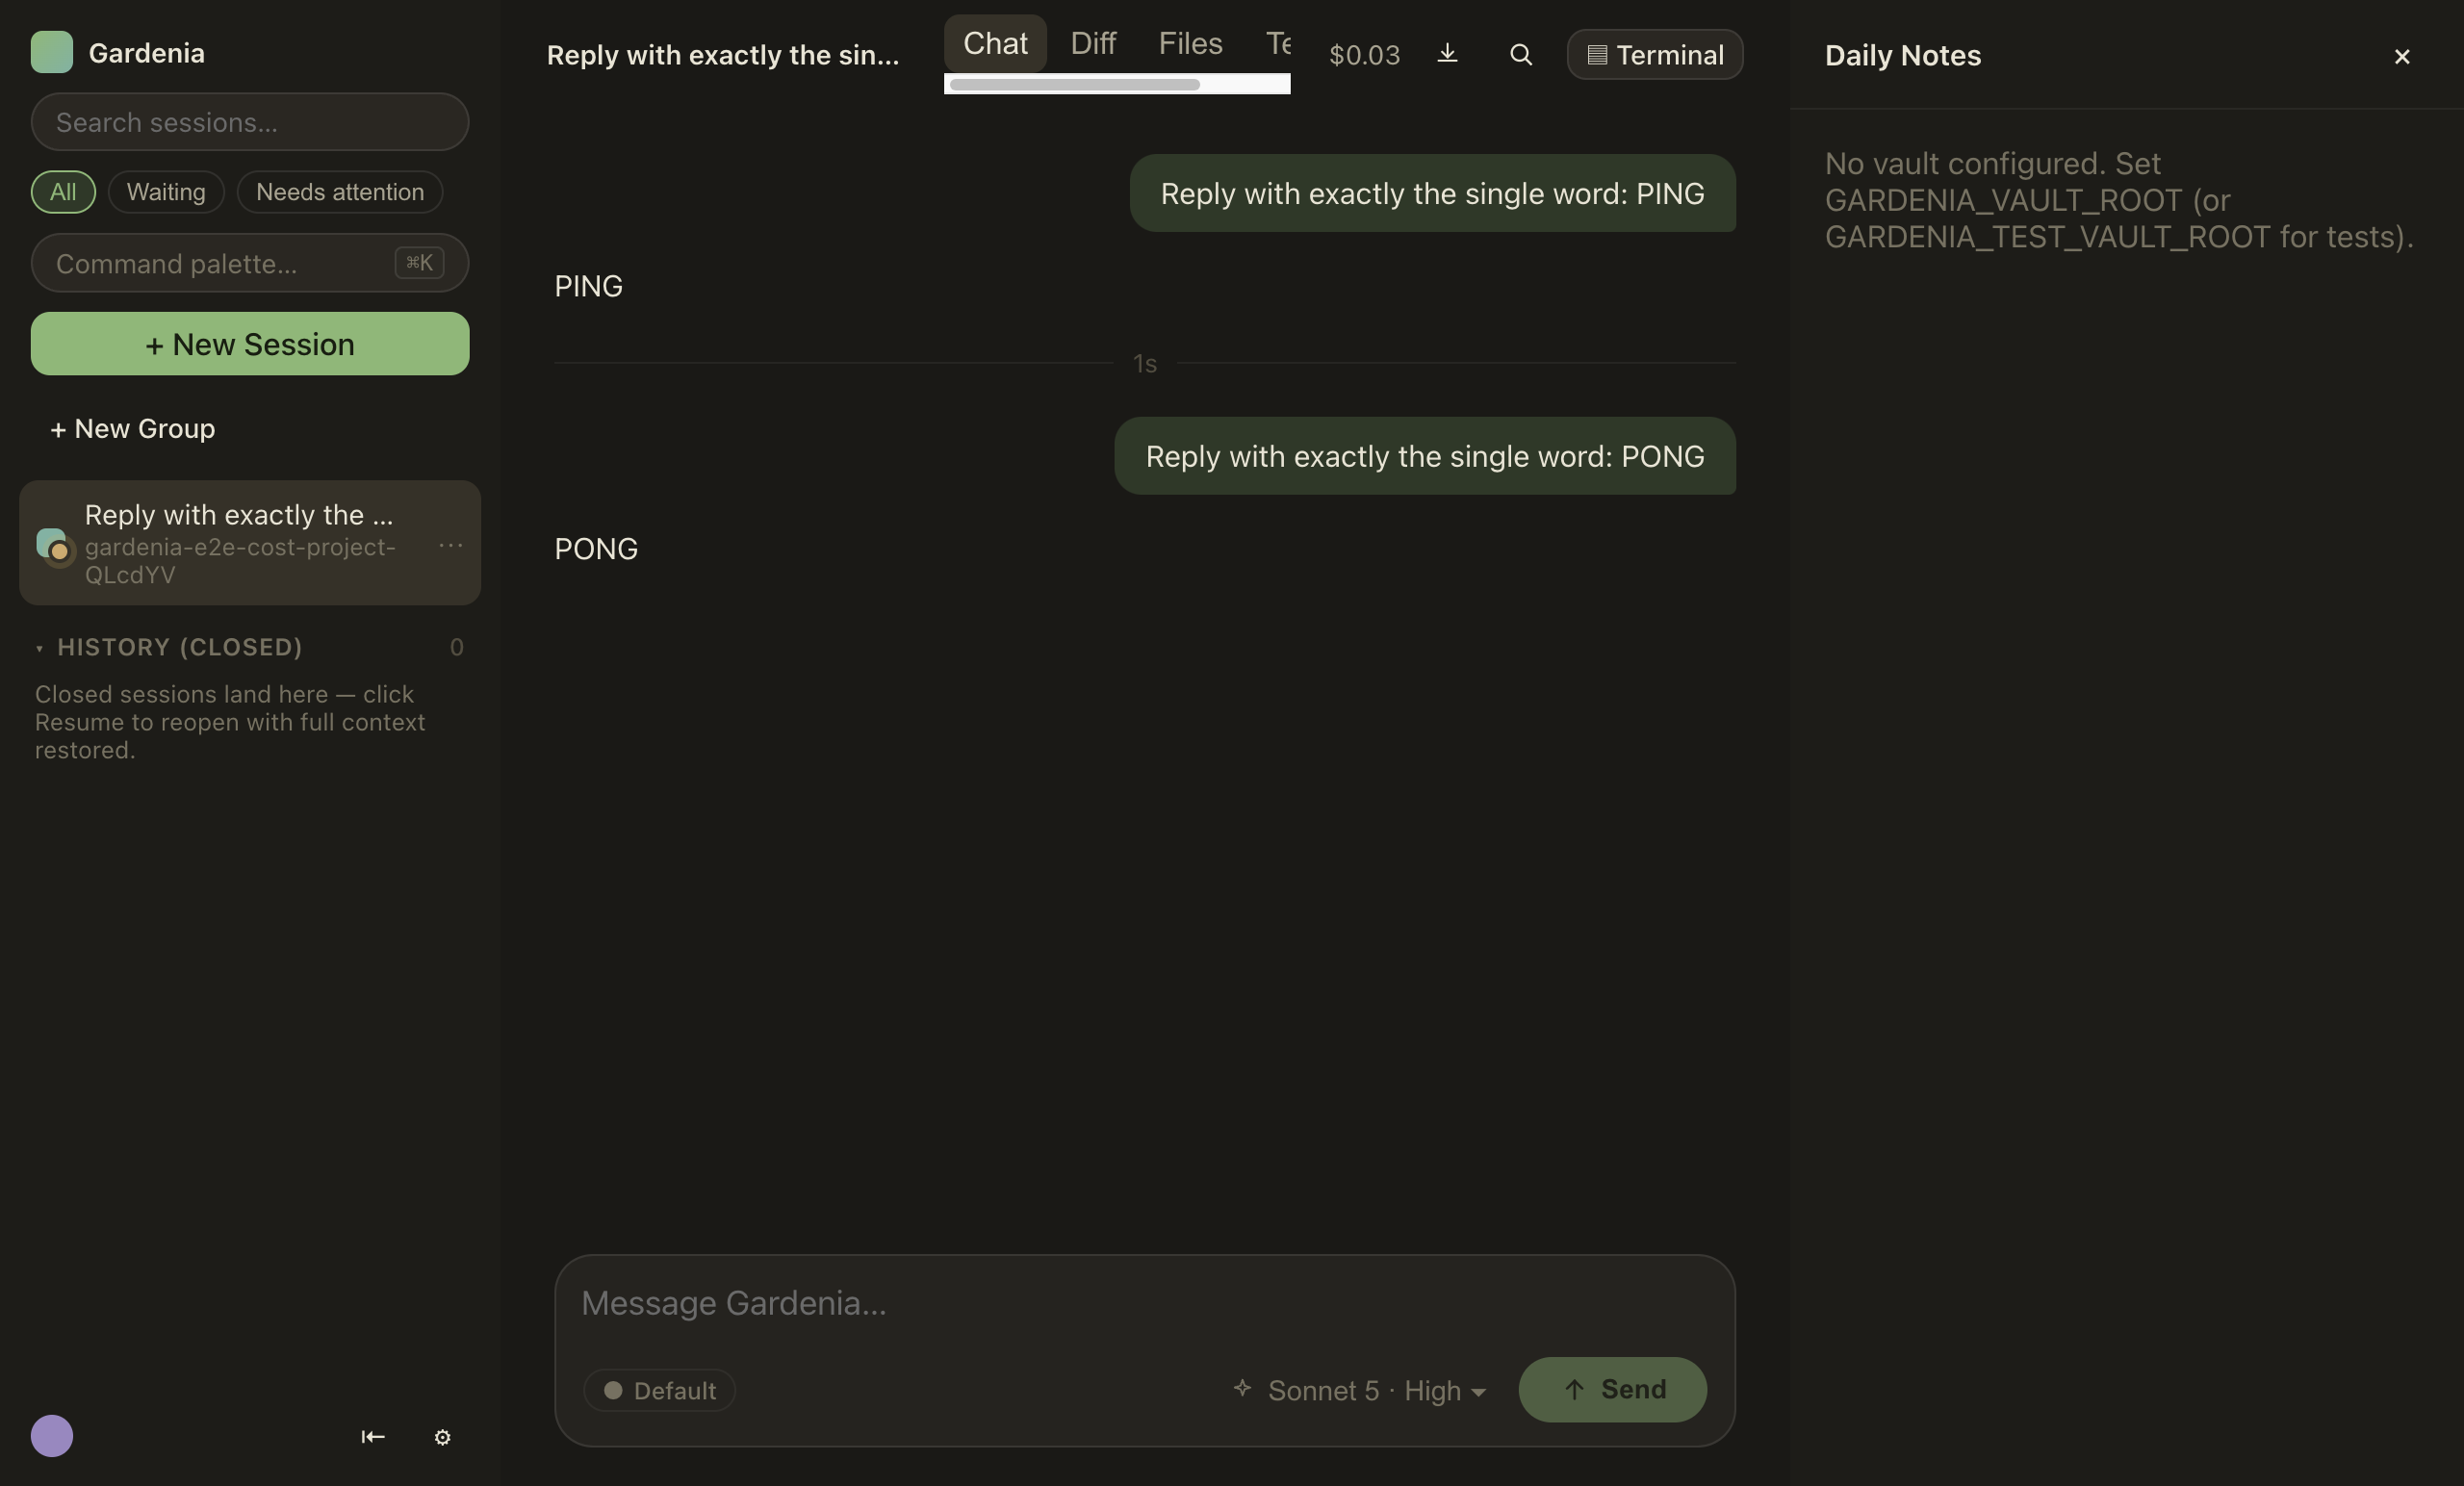 Gardenia
Search sessions...
All
Waiting
Needs attention
Command palette...
⌘K
+ New Session
+ New Group
Reply with exactly the ...
gardenia-e2e-cost-project-
QLcdYV
HISTORY (CLOSED)
0
Closed sessions land here — click
Resume to reopen with full context
restored.
Reply with exactly the sin...
Chat
Diff
Files
Te
$0.03
Terminal
Reply with exactly the single word: PING
PING
1s
Reply with exactly the single word: PONG
PONG
Message Gardenia...
Default
Sonnet 5 · High
Send
Daily Notes
No vault configured. Set
GARDENIA_VAULT_ROOT (or
GARDENIA_TEST_VAULT_ROOT for tests).